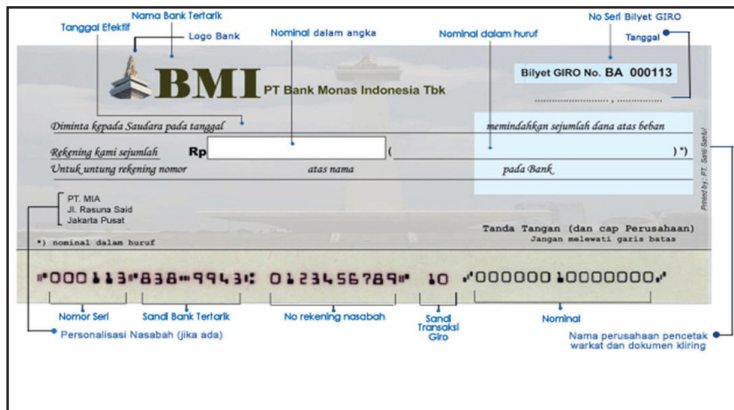 Nama Bank Tertarik
No Seri Bilyet GIRO
Tanggal Efektif
Logo Bank
Nominal dalam angka
Nominal dalam huruf
Tanggal
BMI PT Bank Monas Indonesia Tbk
Bilyet GIRO No. BA 000113
.................... , ...............
Diminta kepada Saudara pada tanggal memindahkan sejumlah dana atas beban
Rekening kami sejumlah Rp ( ) *)
Untuk untung rekening nomor atas nama pada Bank
Printed by: PT. Sarli Santul
PT. MIA
Jl. Rasuna Said
Jakarta Pusat
Tanda Tangan (dan cap Perusahaan)
Jangan melewati garis batas
*) nominal dalam huruf
⑈000113⑈838⑉9943⑆ 0123456789⑈ 10 ⑇000000 10000000⑇
Nomor Seri
Sandi Bank Tertarik
No rekening nasabah
Sandi
Transaksi
Giro
Nominal
Personalisasi Nasabah (jika ada)
Nama perusahaan pencetak
warkat dan dokumen kliring